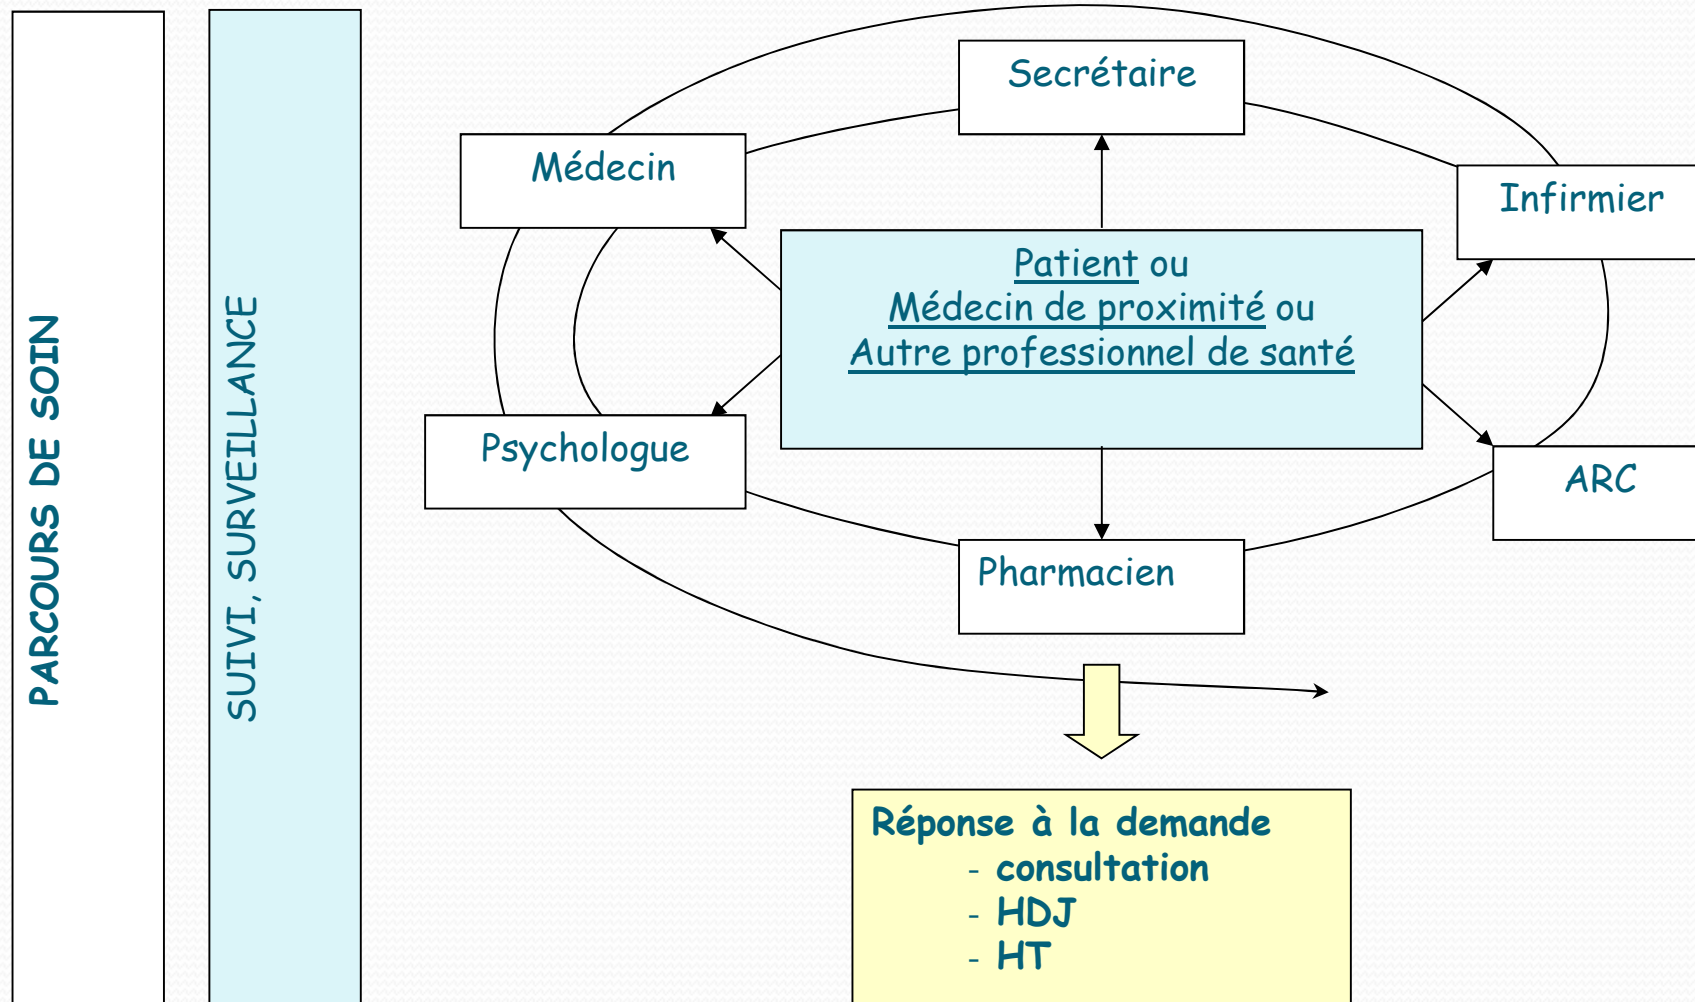 PARCOURS DE SOIN
SUIVI, SURVEILLANCE
Secrétaire
Médecin
Infirmier
Patient ou
Médecin de proximité ou
Autre professionnel de santé
Psychologue
ARC
Pharmacien
Réponse à la demande
- consultation
- HDJ
- HT